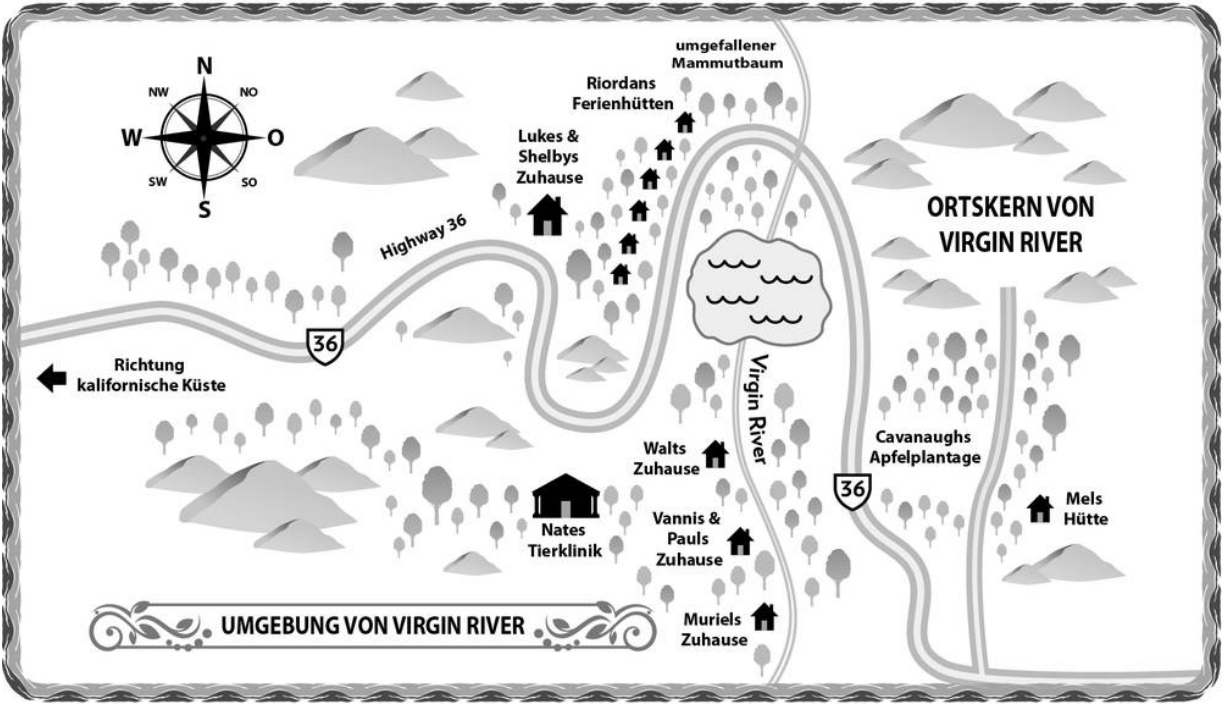 umgefallener
Mammutbaum
Riordans
Ferienhütten
N
NW
NO
W
O
SW
SO
S
Lukes &
Shelbys
Zuhause
ORTSKERN VON
VIRGIN RIVER
Highway 36
36
Richtung
kalifornische Küste
Virgin River
Walts
Zuhause
Cavanaughs
Apfelplantage
36
Mels
Hütte
Nates
Tierklinik
Vannis &
Pauls
Zuhause
Muriels
Zuhause
UMGEBUNG VON VIRGIN RIVER